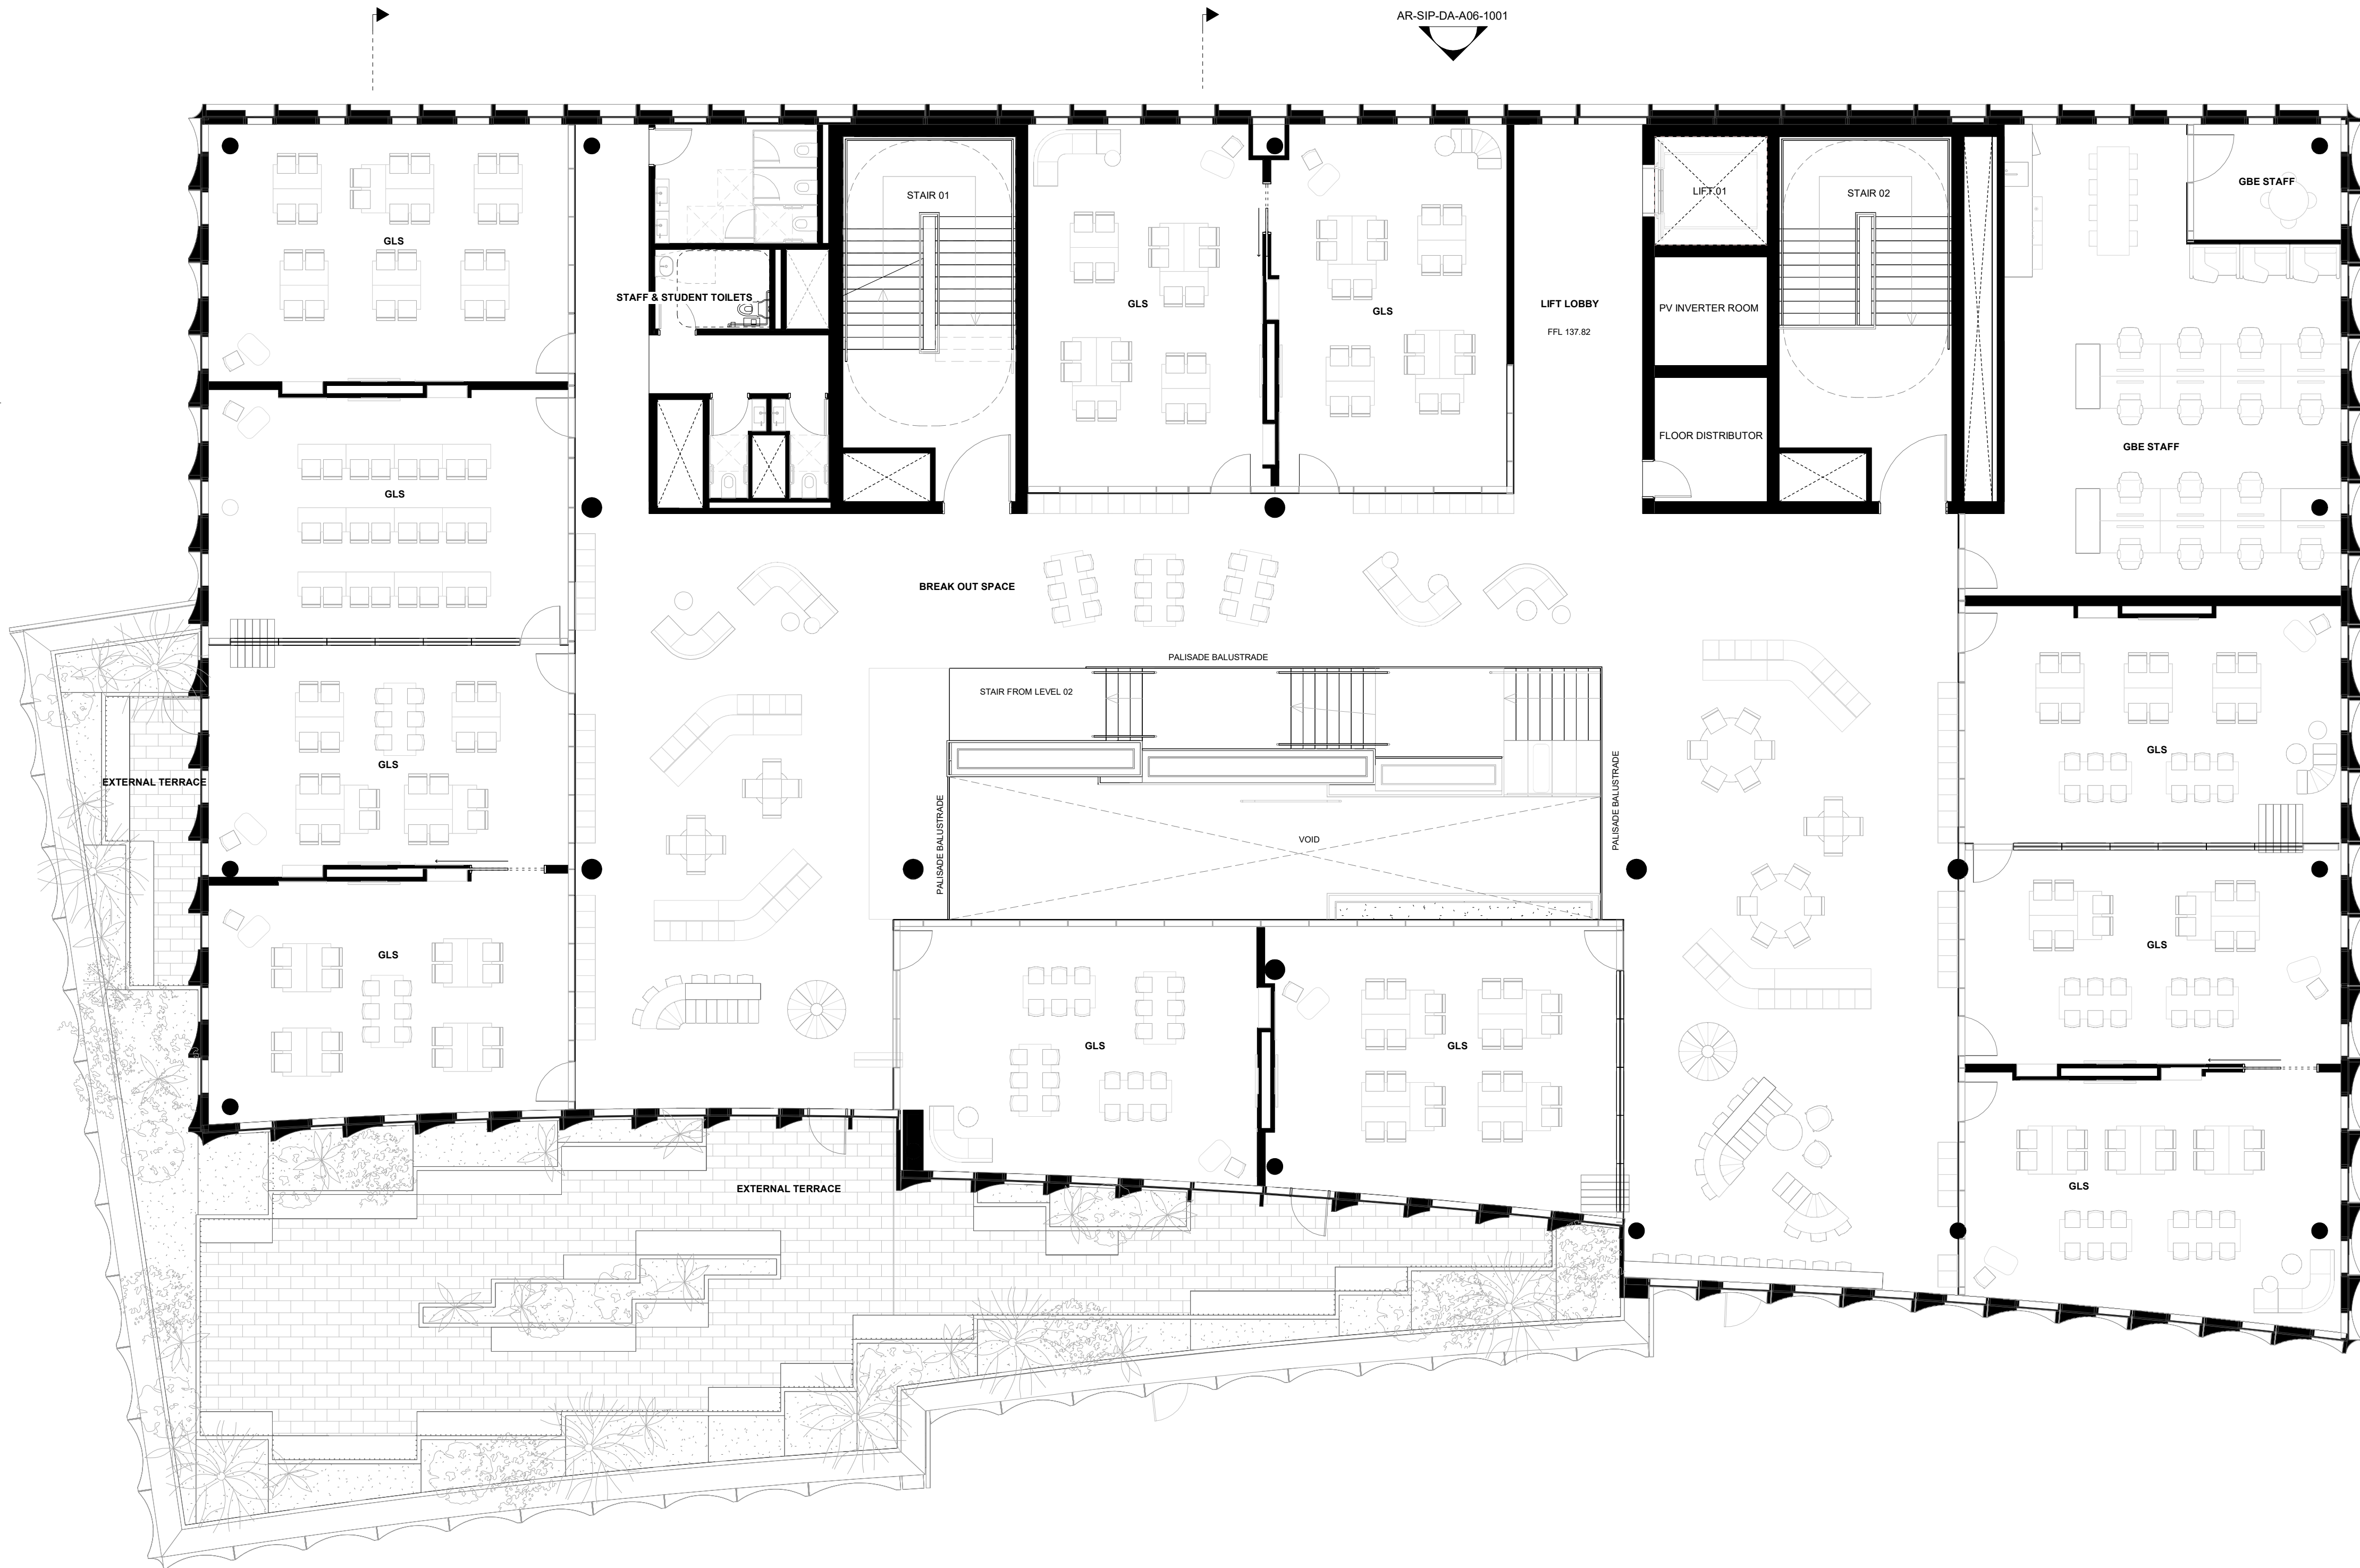 AR-SIP-DA-A06-1001
STAIR 01
LIFT 01
STAIR 02
GBE STAFF
GLS
STAFF & STUDENT TOILETS
GLS
GLS
LIFT LOBBY
FFL 137.82
PV INVERTER ROOM
FLOOR DISTRIBUTOR
GBE STAFF
GLS
BREAK OUT SPACE
PALISADE BALUSTRADE
STAIR FROM LEVEL 02
GLS
GLS
EXTERNAL TERRACE
PALISADE BALUSTRADE
VOID
PALISADE BALUSTRADE
GLS
GLS
GLS
GLS
EXTERNAL TERRACE
GLS